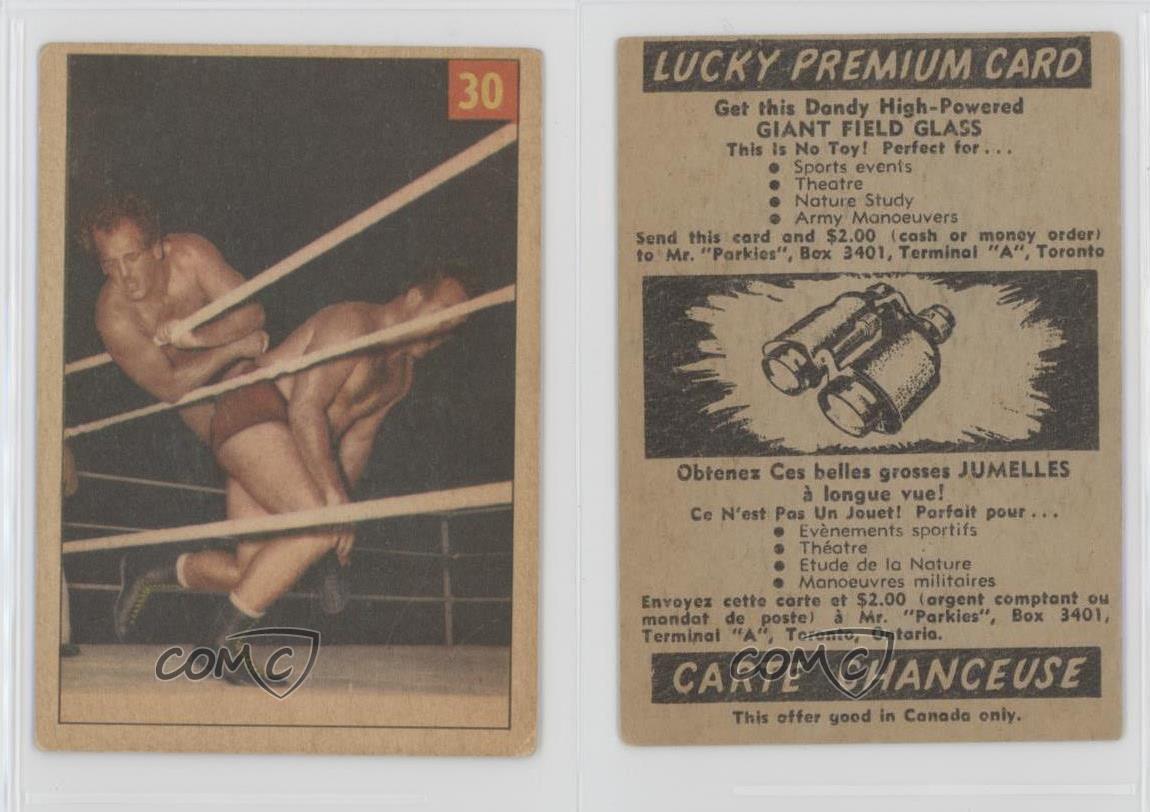 30
LUCKY PREMIUM CARD
Get this Dandy High-Powered
GIANT FIELD GLASS
This Is No Toy! Perfect for...
● Sports events
● Theatre
● Nature Study
● Army Manoeuvers
Send this card and $2.00 (cash or money order)
to Mr. "Parkies", Box 3401, Terminal "A", Toronto
Obtenez Ces belles grosses JUMELLES
à longue vue!
Ce N'est Pas Un Jouet! Parfait pour...
● Evènements sportifs
● Théatre
● Etude de la Nature
● Manoeuvres militaires
Envoyez cette carte et $2.00 (argent comptant ou
mandat de poste) à Mr. "Parkies", Box 3401,
Terminal "A", Toronto, Ontario.
CARTE CHANCEUSE
This offer good in Canada only.
COMC
COMC